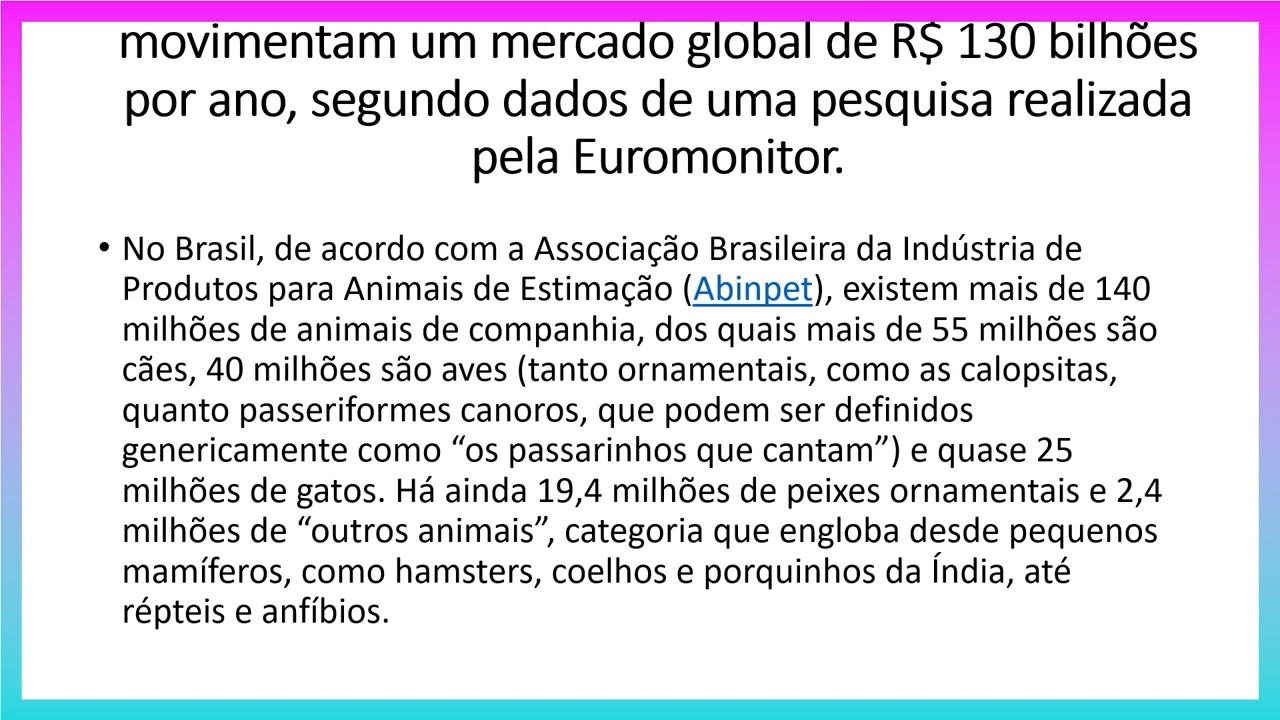 movimentam um mercado global de R$ 130 bilhões
por ano, segundo dados de uma pesquisa realizada
pela Euromonitor.
• No Brasil, de acordo com a Associação Brasileira da Indústria de
Produtos para Animais de Estimação (Abinpet), existem mais de 140
milhões de animais de companhia, dos quais mais de 55 milhões são
cães, 40 milhões são aves (tanto ornamentais, como as calopsitas,
quanto passeriformes canoros, que podem ser definidos
genericamente como “os passarinhos que cantam”) e quase 25
milhões de gatos. Há ainda 19,4 milhões de peixes ornamentais e 2,4
milhões de “outros animais”, categoria que engloba desde pequenos
mamíferos, como hamsters, coelhos e porquinhos da Índia, até
répteis e anfíbios.